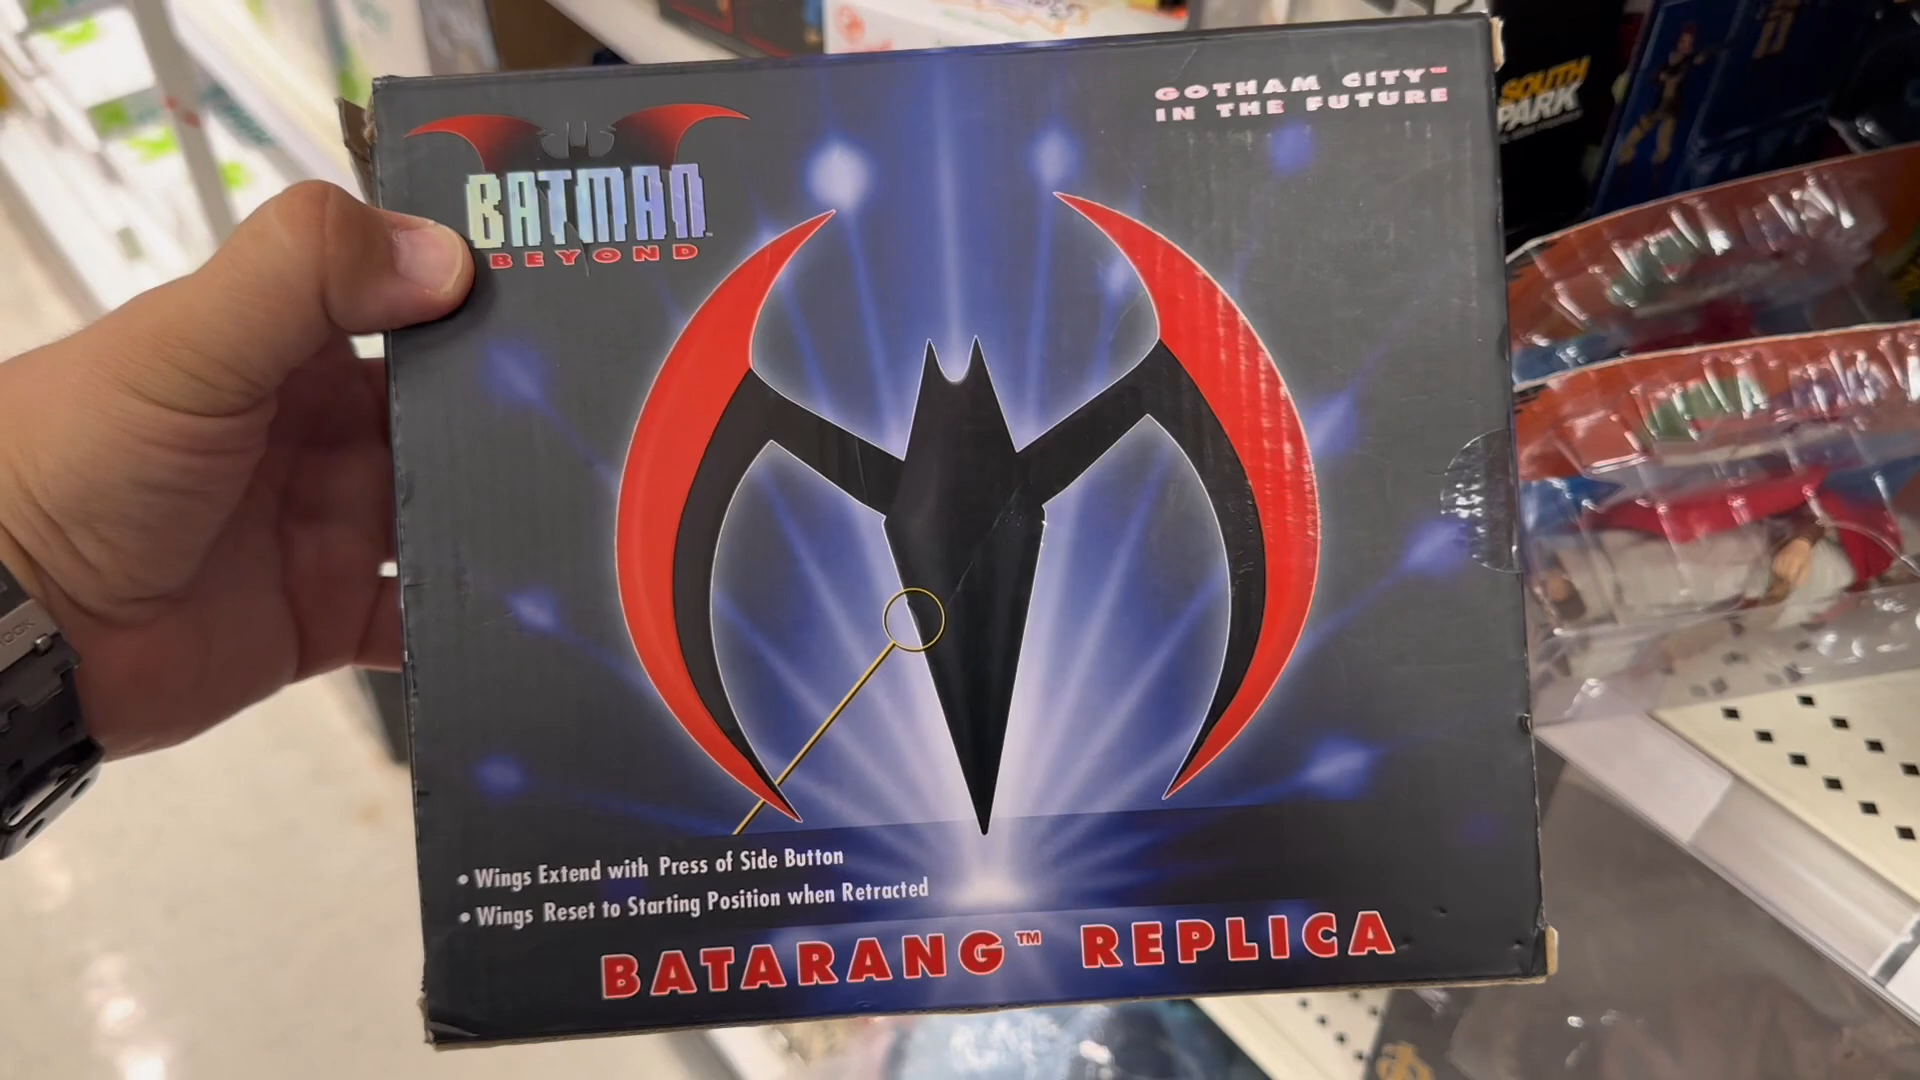 GOTHAM CITY™
IN THE FUTURE
BATMAN™
BEYOND
SOUTH
PARK
• Wings Extend with Press of Side Button
• Wings Reset to Starting Position when Retracted
BATARANG™ REPLICA